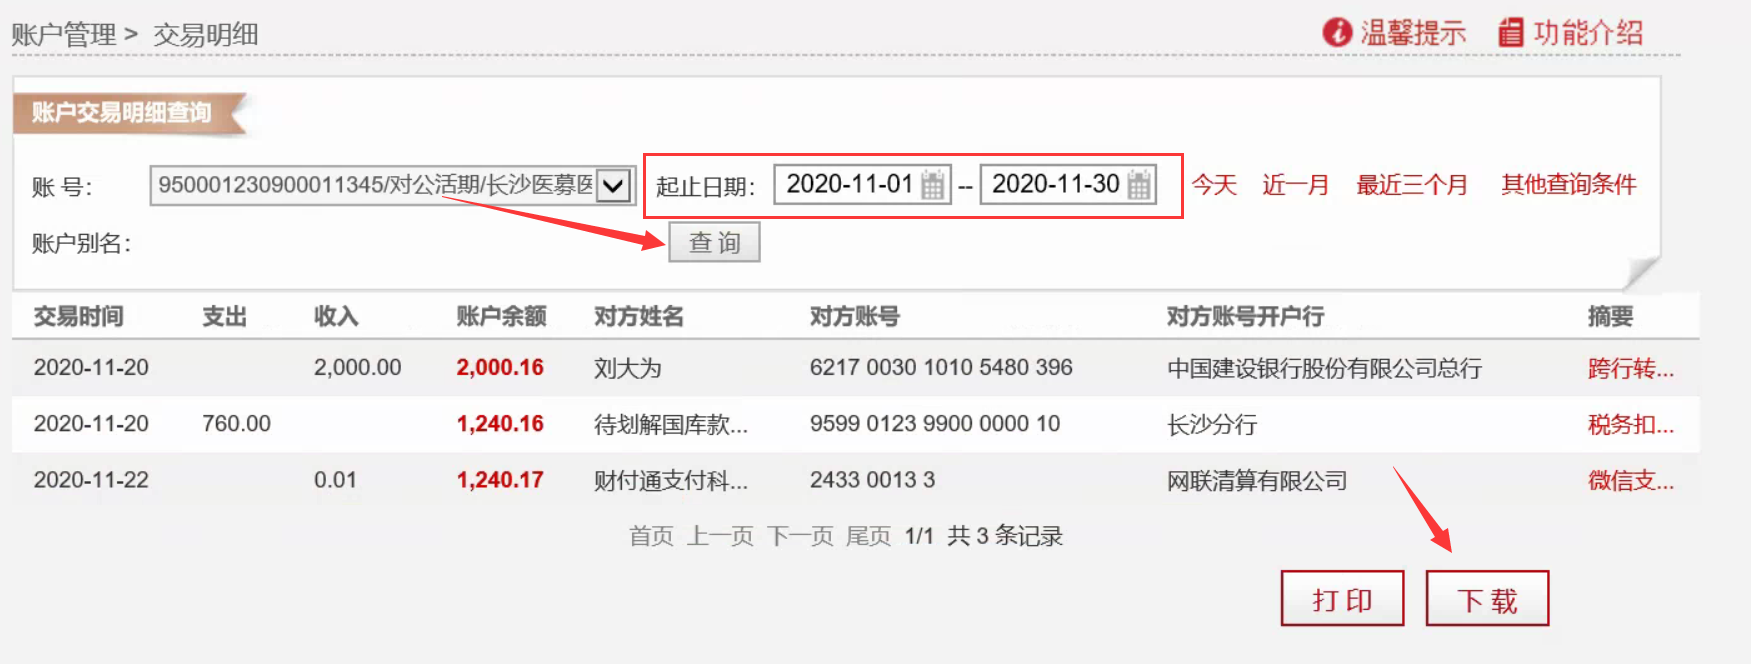 账户管理 > 交易明细
温馨提示 功能介绍
账户交易明细查询
账 号： 950001230900011345/对公活期/长沙医募医 起止日期： 2020-11-01 -- 2020-11-30 今天 近一月 最近三个月 其他查询条件
账户别名： 查 询
交易时间 支出 收入 账户余额 对方姓名 对方账号 对方账号开户行 摘要
2020-11-20 2,000.00 2,000.16 刘大为 6217 0030 1010 5480 396 中国建设银行股份有限公司总行 跨行转...
2020-11-20 760.00 1,240.16 待划解国库款... 9599 0123 9900 0000 10 长沙分行 税务扣...
2020-11-22 0.01 1,240.17 财付通支付科... 2433 0013 3 网联清算有限公司 微信支...
首页 上一页 下一页 尾页 1/1 共 3 条记录
打 印 下 载